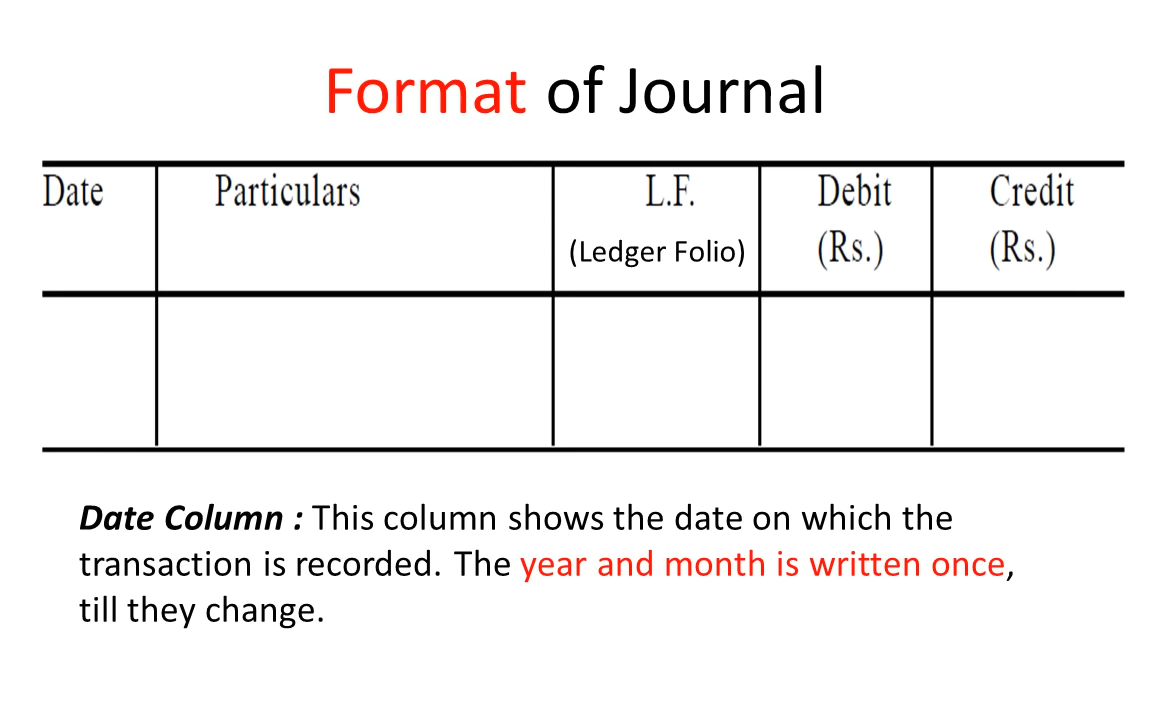 Format of Journal
Date Particulars L.F. Debit Credit
(Ledger Folio) (Rs.) (Rs.)
Date Column : This column shows the date on which the
transaction is recorded. The year and month is written once,
till they change.